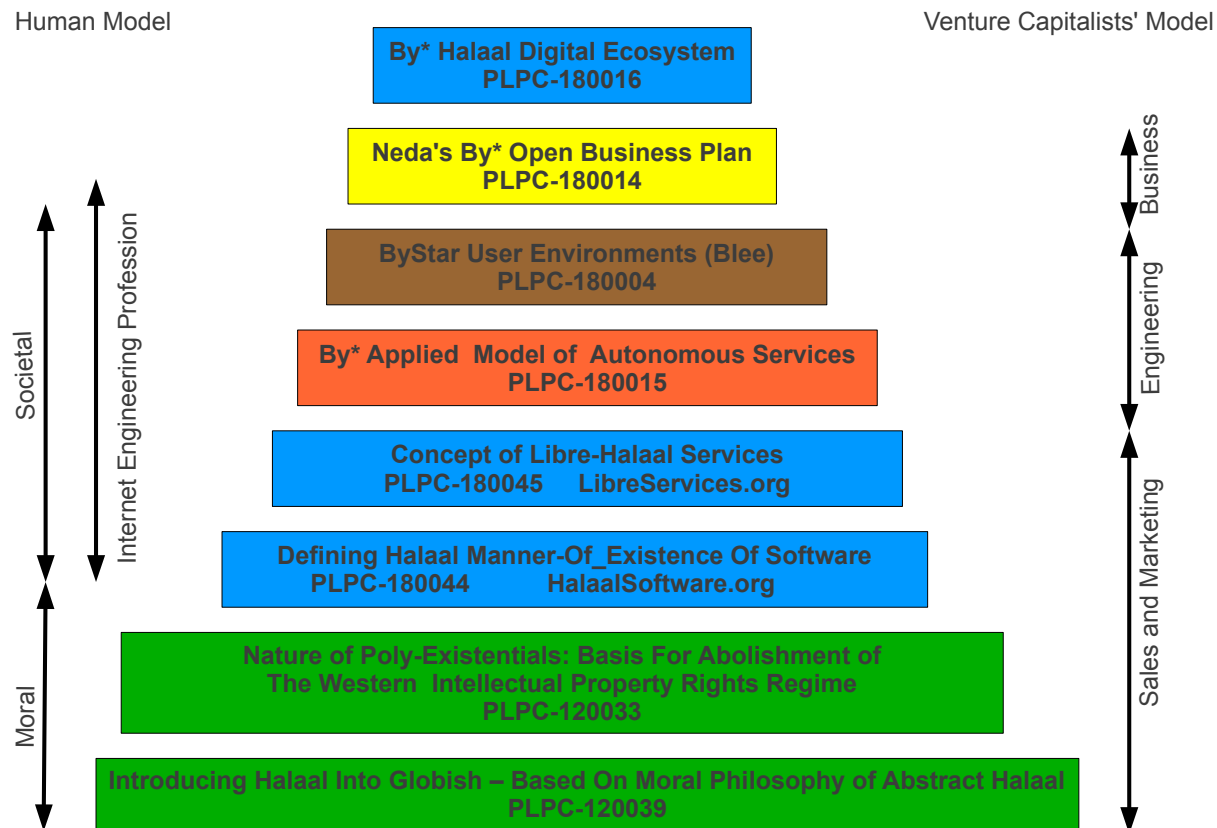 Human Model
Venture Capitalists' Model
By* Halaal Digital Ecosystem
PLPC-180016
Neda's By* Open Business Plan
PLPC-180014
ByStar User Environments (Blee)
PLPC-180004
By* Applied Model of Autonomous Services
PLPC-180015
Concept of Libre-Halaal Services
PLPC-180045 LibreServices.org
Defining Halaal Manner-Of_Existence Of Software
PLPC-180044 HalaalSoftware.org
Nature of Poly-Existentials: Basis For Abolishment of
The Western Intellectual Property Rights Regime
PLPC-120033
Introducing Halaal Into Globish – Based On Moral Philosophy of Abstract Halaal
PLPC-120039
Societal
Moral
Internet Engineering Profession
Business
Engineering
Sales and Marketing